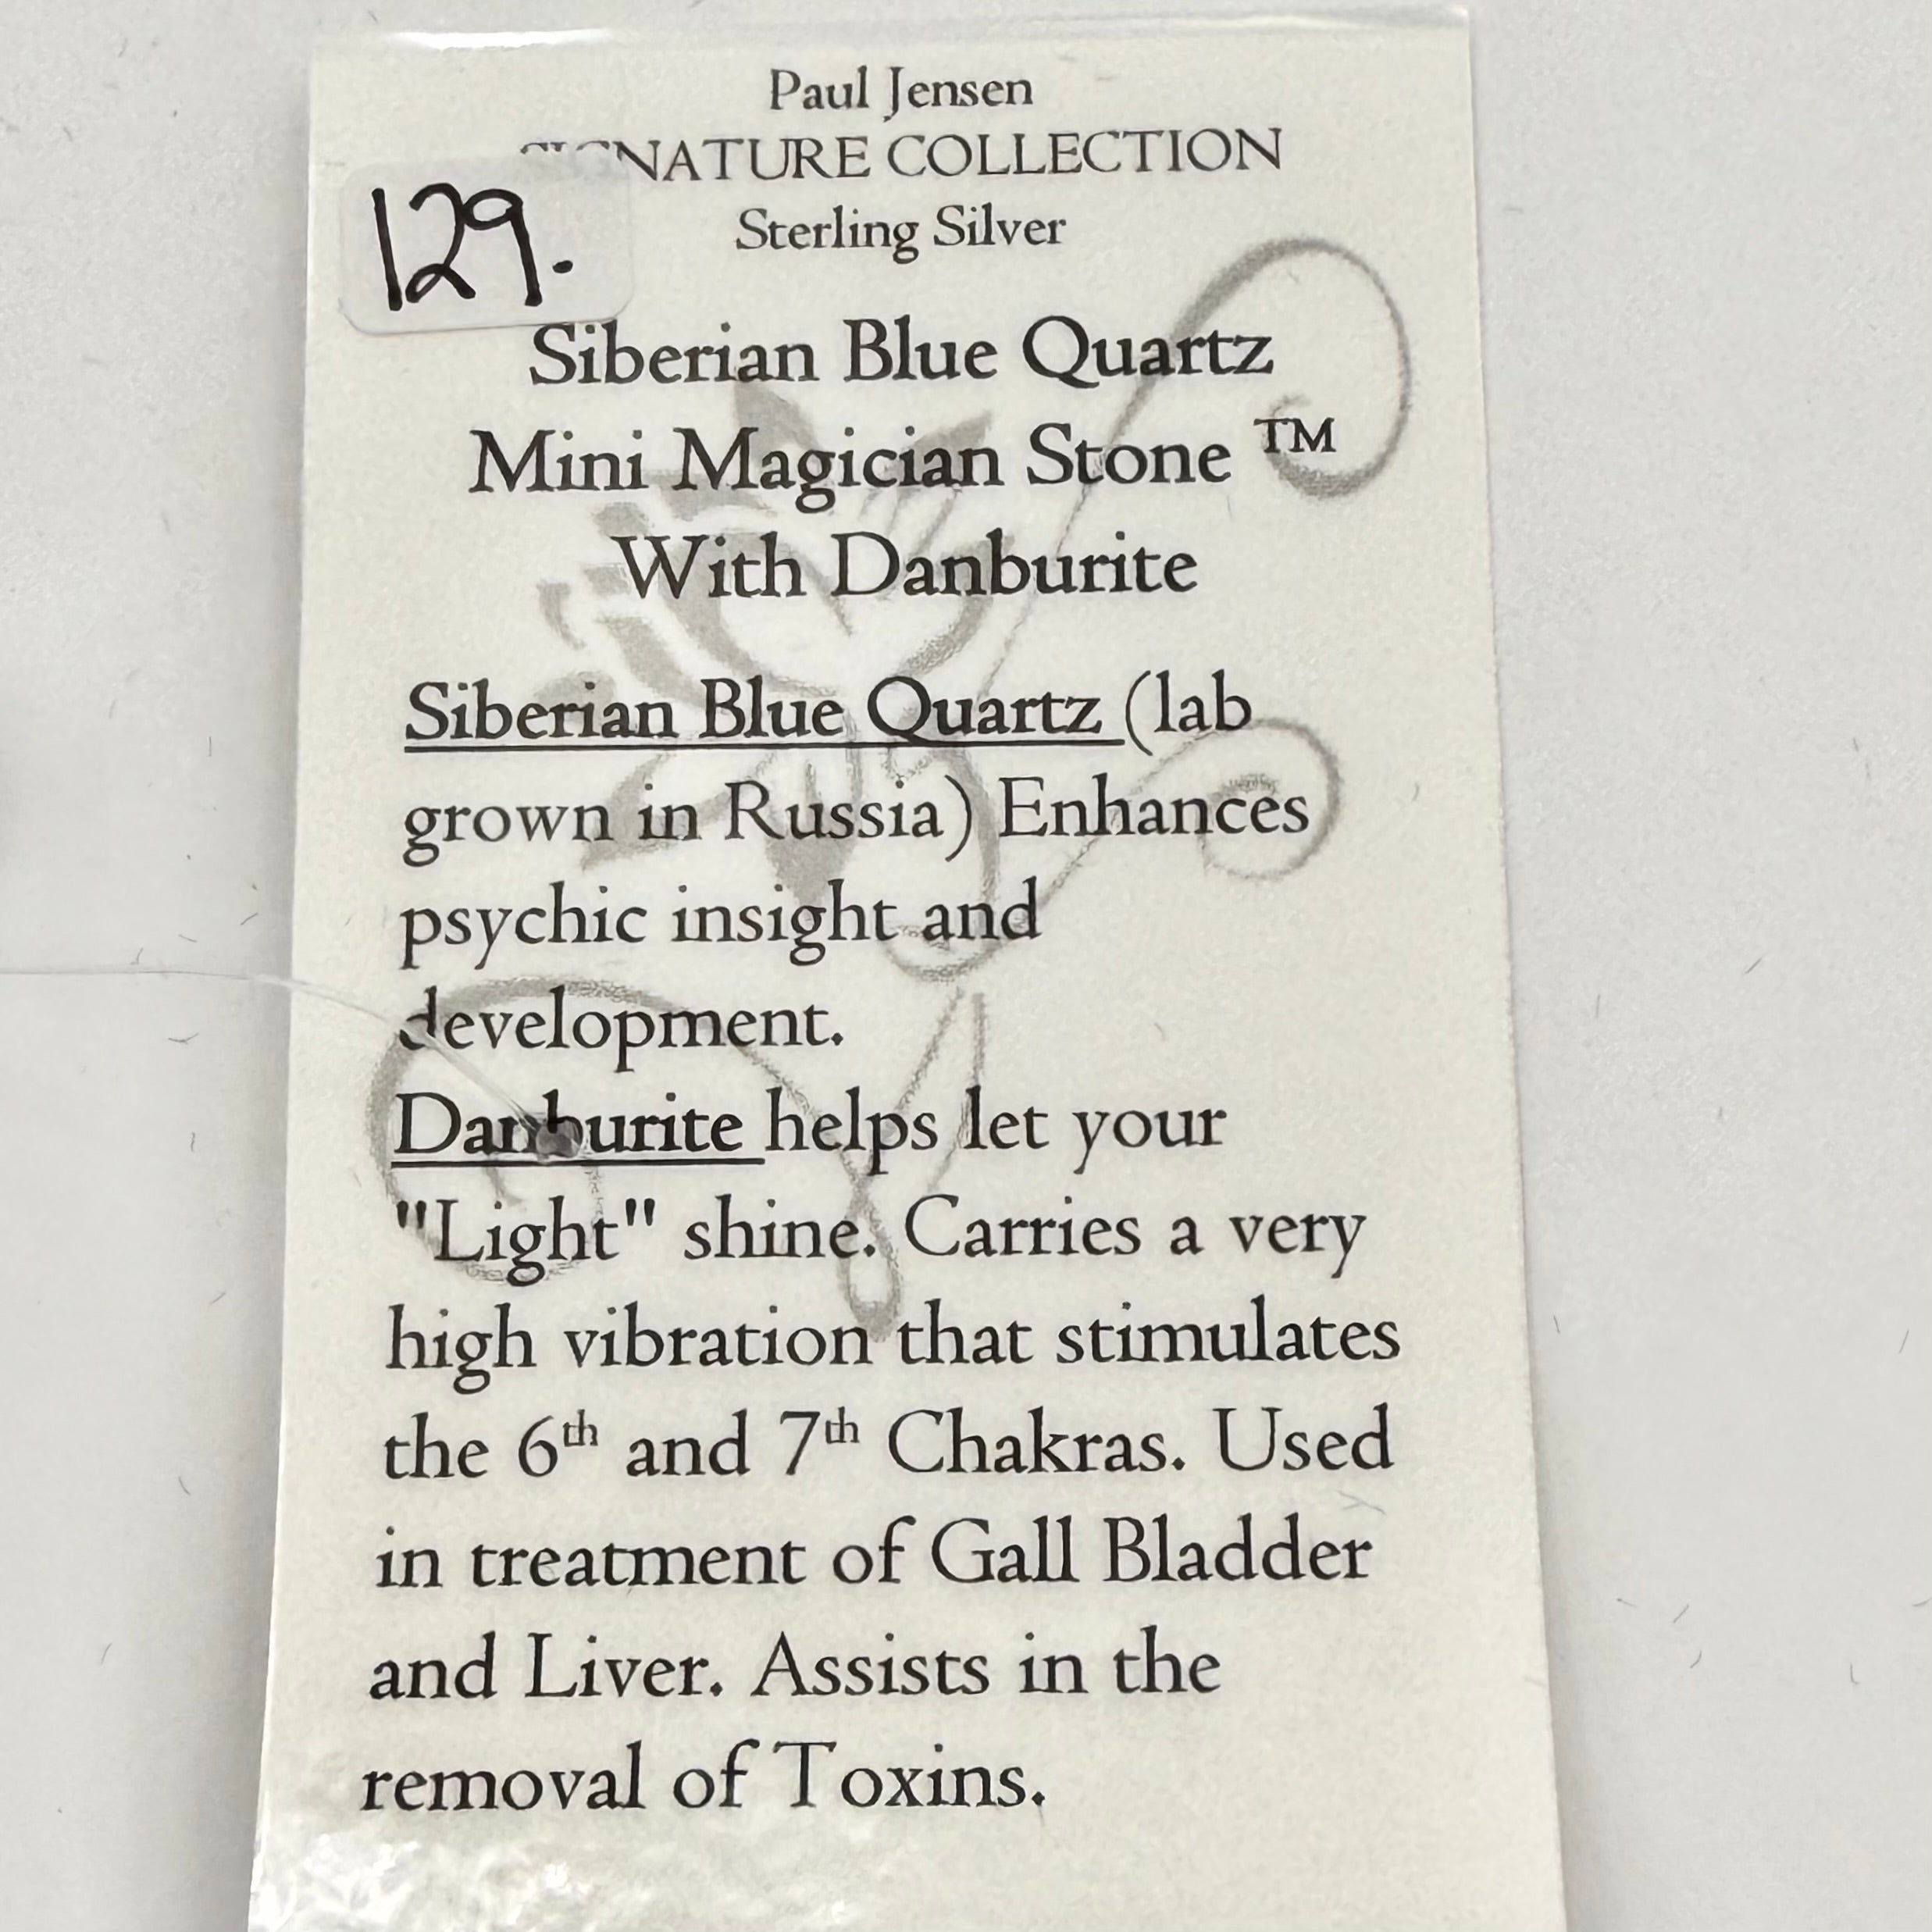 Paul Jensen
SIGNATURE COLLECTION
Sterling Silver
129.
Siberian Blue Quartz
Mini Magician Stone ™
With Danburite
Siberian Blue Quartz (lab
grown in Russia) Enhances
psychic insight and
development.
Danburite helps let your
"Light" shine. Carries a very
high vibration that stimulates
the 6th and 7th Chakras. Used
in treatment of Gall Bladder
and Liver. Assists in the
removal of Toxins.